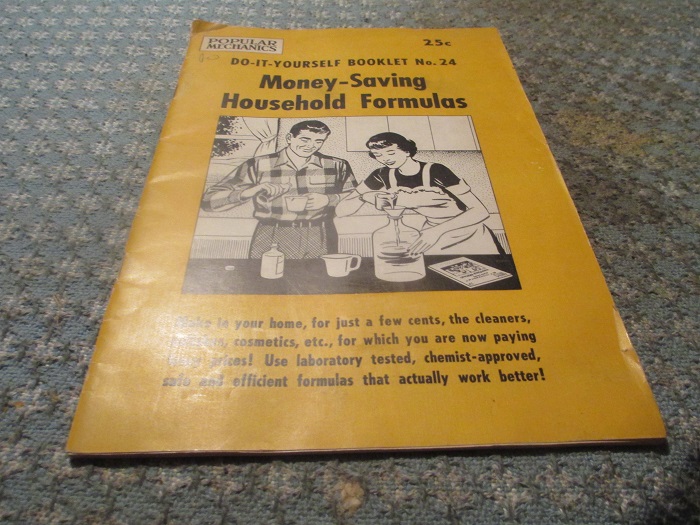 POPULAR
MECHANICS
25c
DO-IT-YOURSELF BOOKLET No. 24
Money-Saving
Household Formulas
in your home, for just a few cents, the cleaners,
cosmetics, etc., for which you are now paying
prices! Use laboratory tested, chemist-approved,
safe and efficient formulas that actually work better!